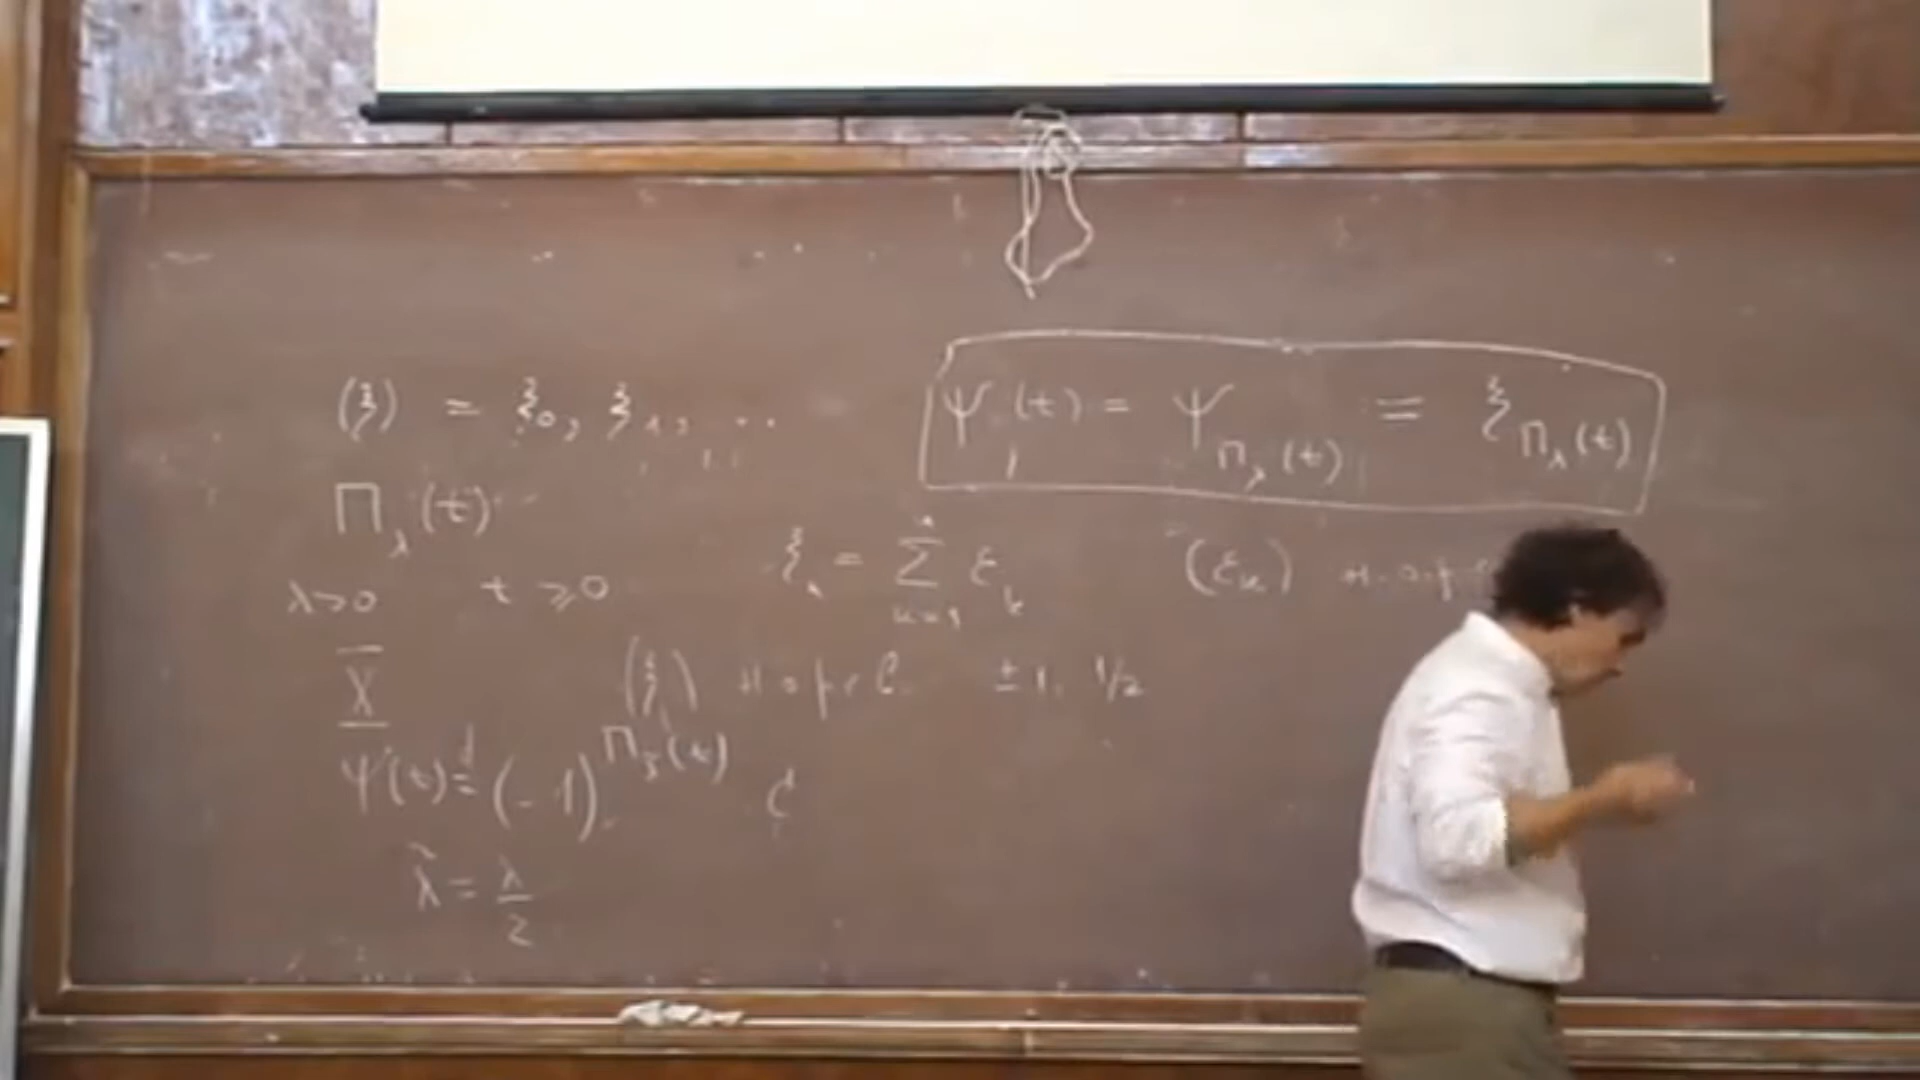 (ξ) = ξ₀, ξ₁, ...
Π_λ(t)
λ>0 t ⩾ 0
X
ψ(t) =ᵈ (-1)^{Π_λ̃(t)}
λ̃ = λ/2
ψ_λ(t) = ψ_{Π_λ(t)} = ξ_{Π_λ(t)}
ξ_n = Σ_{k=1}^{n} ε_k (ε_k) н.о.р.
(ξ) н.о.р.с.в. ±1, 1/2